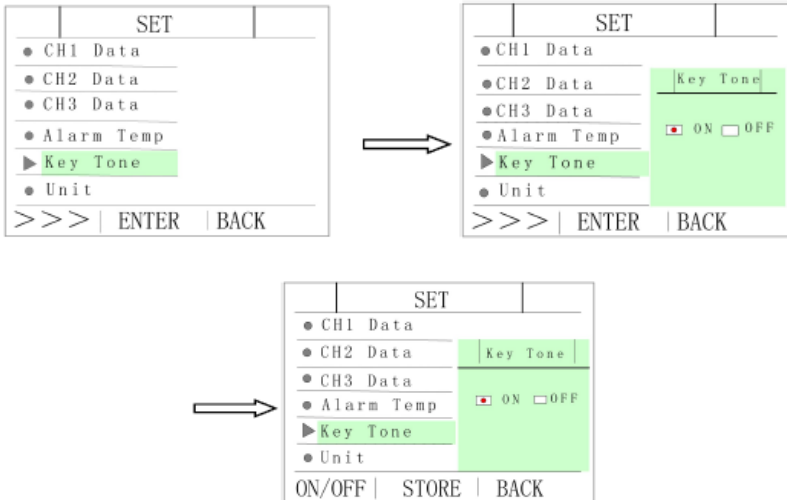 SET
CH1 Data
CH2 Data
CH3 Data
Alarm Temp
Key Tone
Unit
>>> | ENTER | BACK
SET
CH1 Data
CH2 Data
Key Tone
CH3 Data
Alarm Temp
ON OFF
Key Tone
Unit
>>> | ENTER | BACK
SET
CH1 Data
CH2 Data
Key Tone
CH3 Data
Alarm Temp
ON OFF
Key Tone
Unit
ON/OFF | STORE | BACK